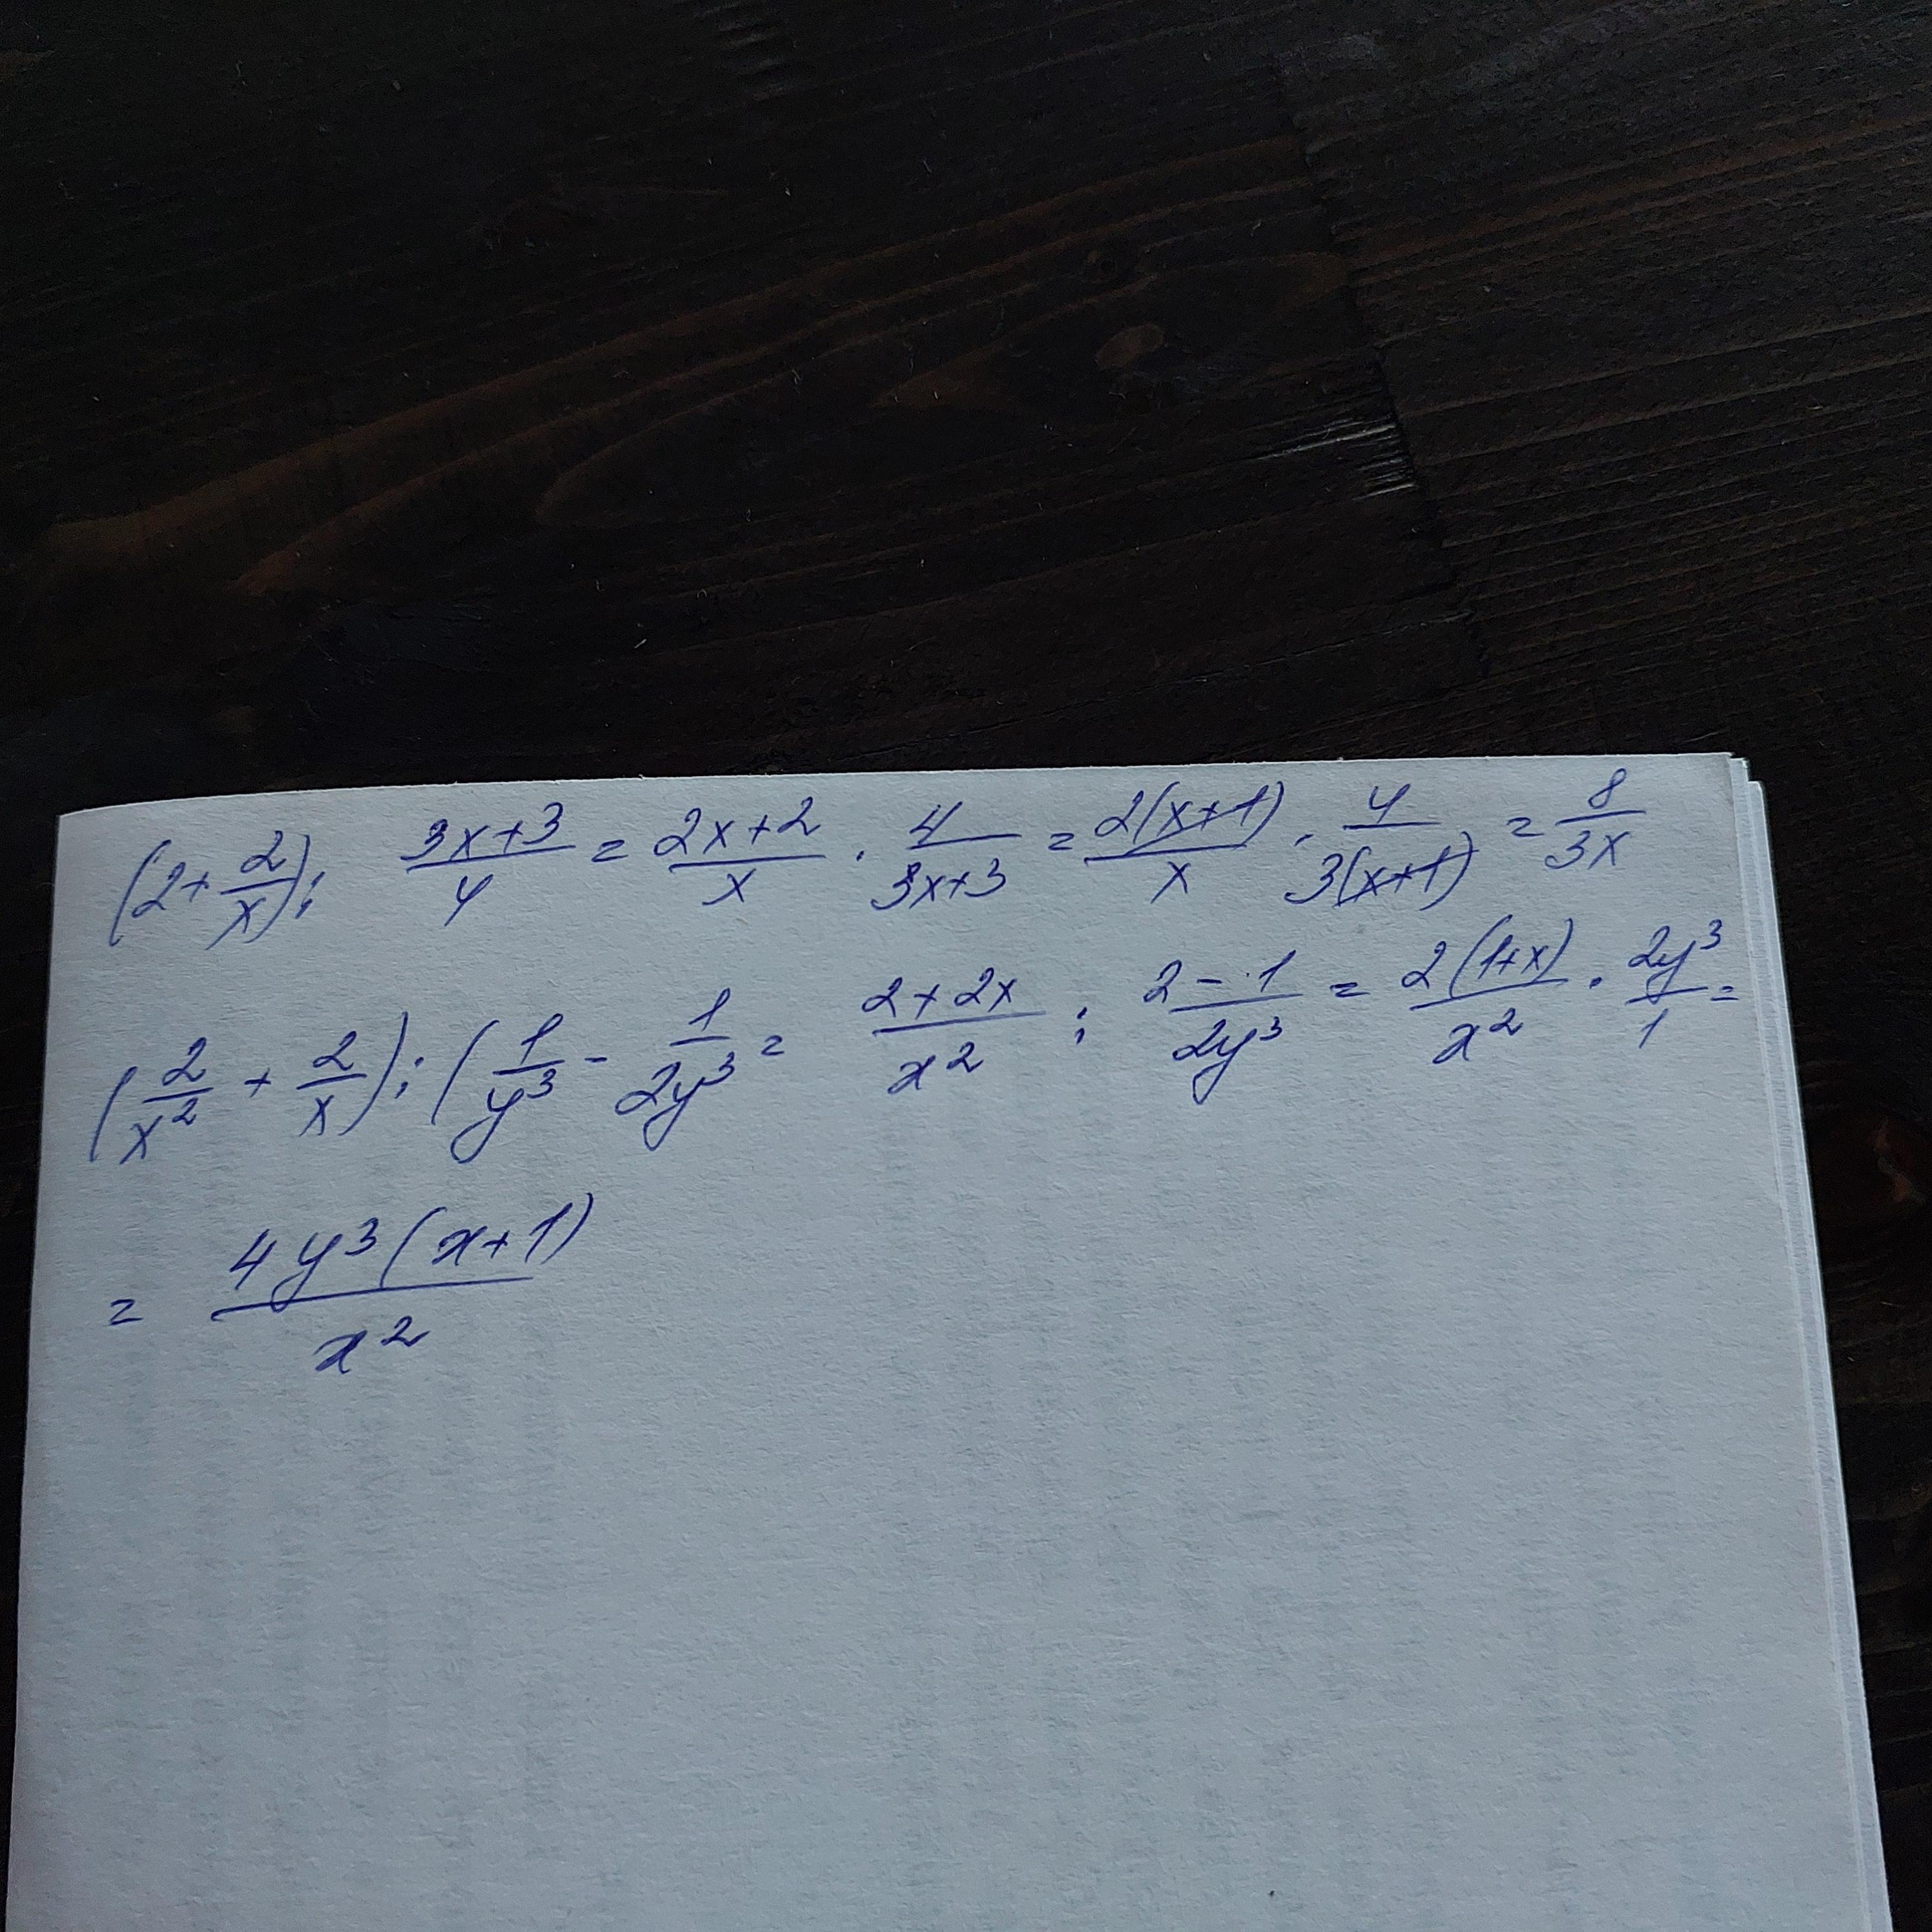 (2 + 2/x) : (3x+3)/4 = (2x+2)/x · 4/(3x+3) = 2(x+1)/x · 4/3(x+1) = 8/3x
(2/x² + 2/x) : (1/y³ - 1/2y³ = (2+2x)/x² : (2-1)/2y³ = 2(1+x)/x² · 2y³/1 =
= 4y³(x+1)/x²